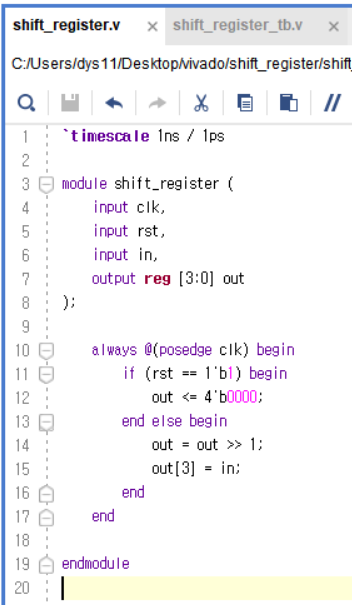 shift_register.v × shift_register_tb.v ×
C:/Users/dys11/Desktop/vivado/shift_register/shift_
//
1 `timescale 1ns / 1ps
2
3 module shift_register (
4 input clk,
5 input rst,
6 input in,
7 output reg [3:0] out
8 );
9
10 always @(posedge clk) begin
11 if (rst == 1'b1) begin
12 out <= 4'b0000;
13 end else begin
14 out = out >> 1;
15 out[3] = in;
16 end
17 end
18
19 endmodule
20